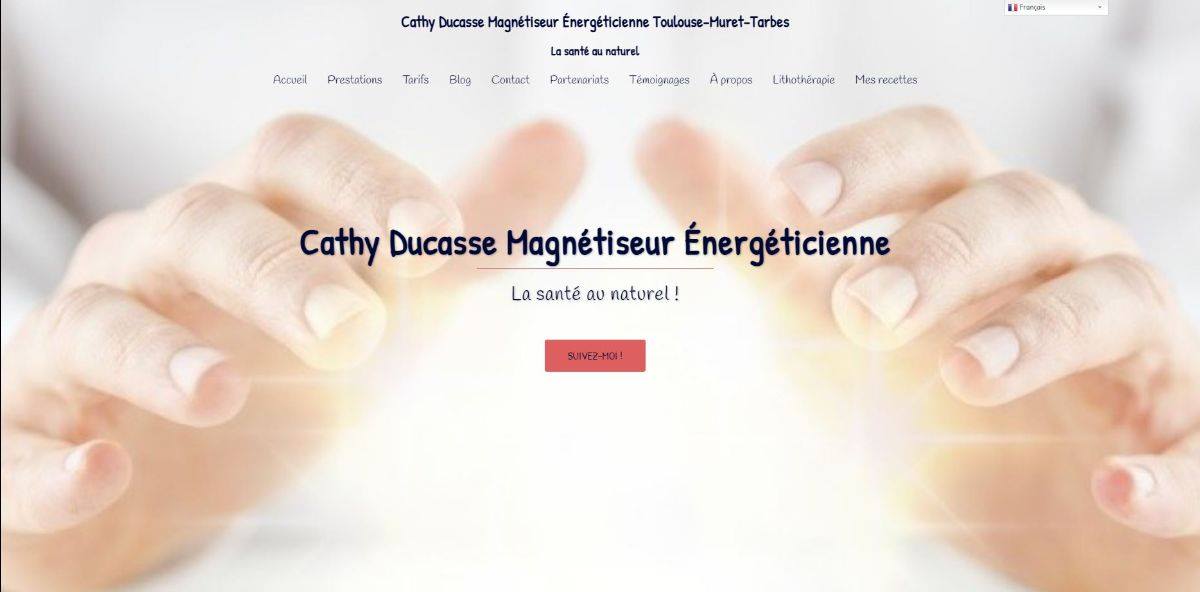 Cathy Ducasse Magnétiseur Énergéticienne Toulouse-Muret-Tarbes
Français
La santé au naturel
Accueil Prestations Tarifs Blog Contact Partenariats Témoignages À propos Lithothérapie Mes recettes
Cathy Ducasse Magnétiseur Énergéticienne
La santé au naturel !
SUIVEZ-MOI !